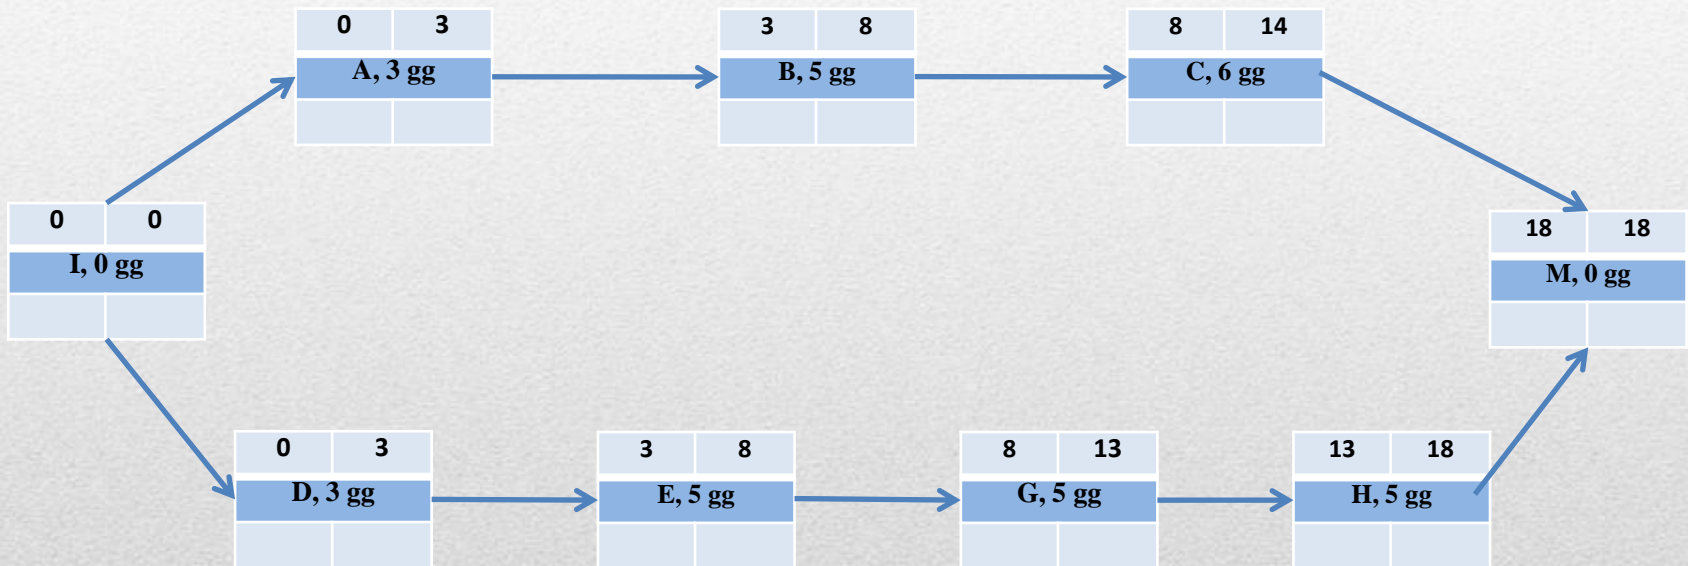 0 3
A, 3 gg
3 8
B, 5 gg
8 14
C, 6 gg
0 0
I, 0 gg
18 18
M, 0 gg
0 3
D, 3 gg
3 8
E, 5 gg
8 13
G, 5 gg
13 18
H, 5 gg